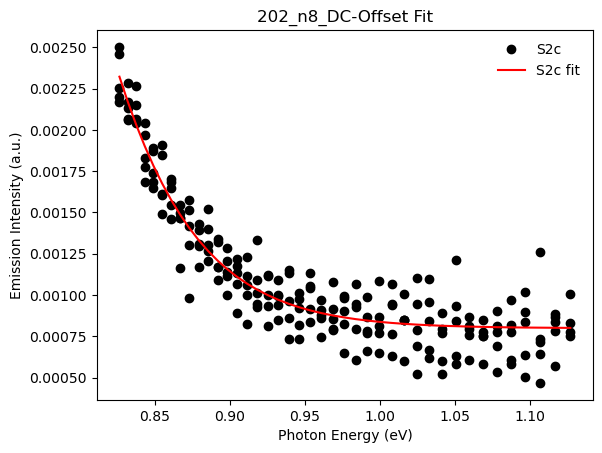 202_n8_DC-Offset Fit
S2c
S2c fit
Emission Intensity (a.u.)
0.00250
0.00225
0.00200
0.00175
0.00150
0.00125
0.00100
0.00075
0.00050
0.85 0.90 0.95 1.00 1.05 1.10
Photon Energy (eV)